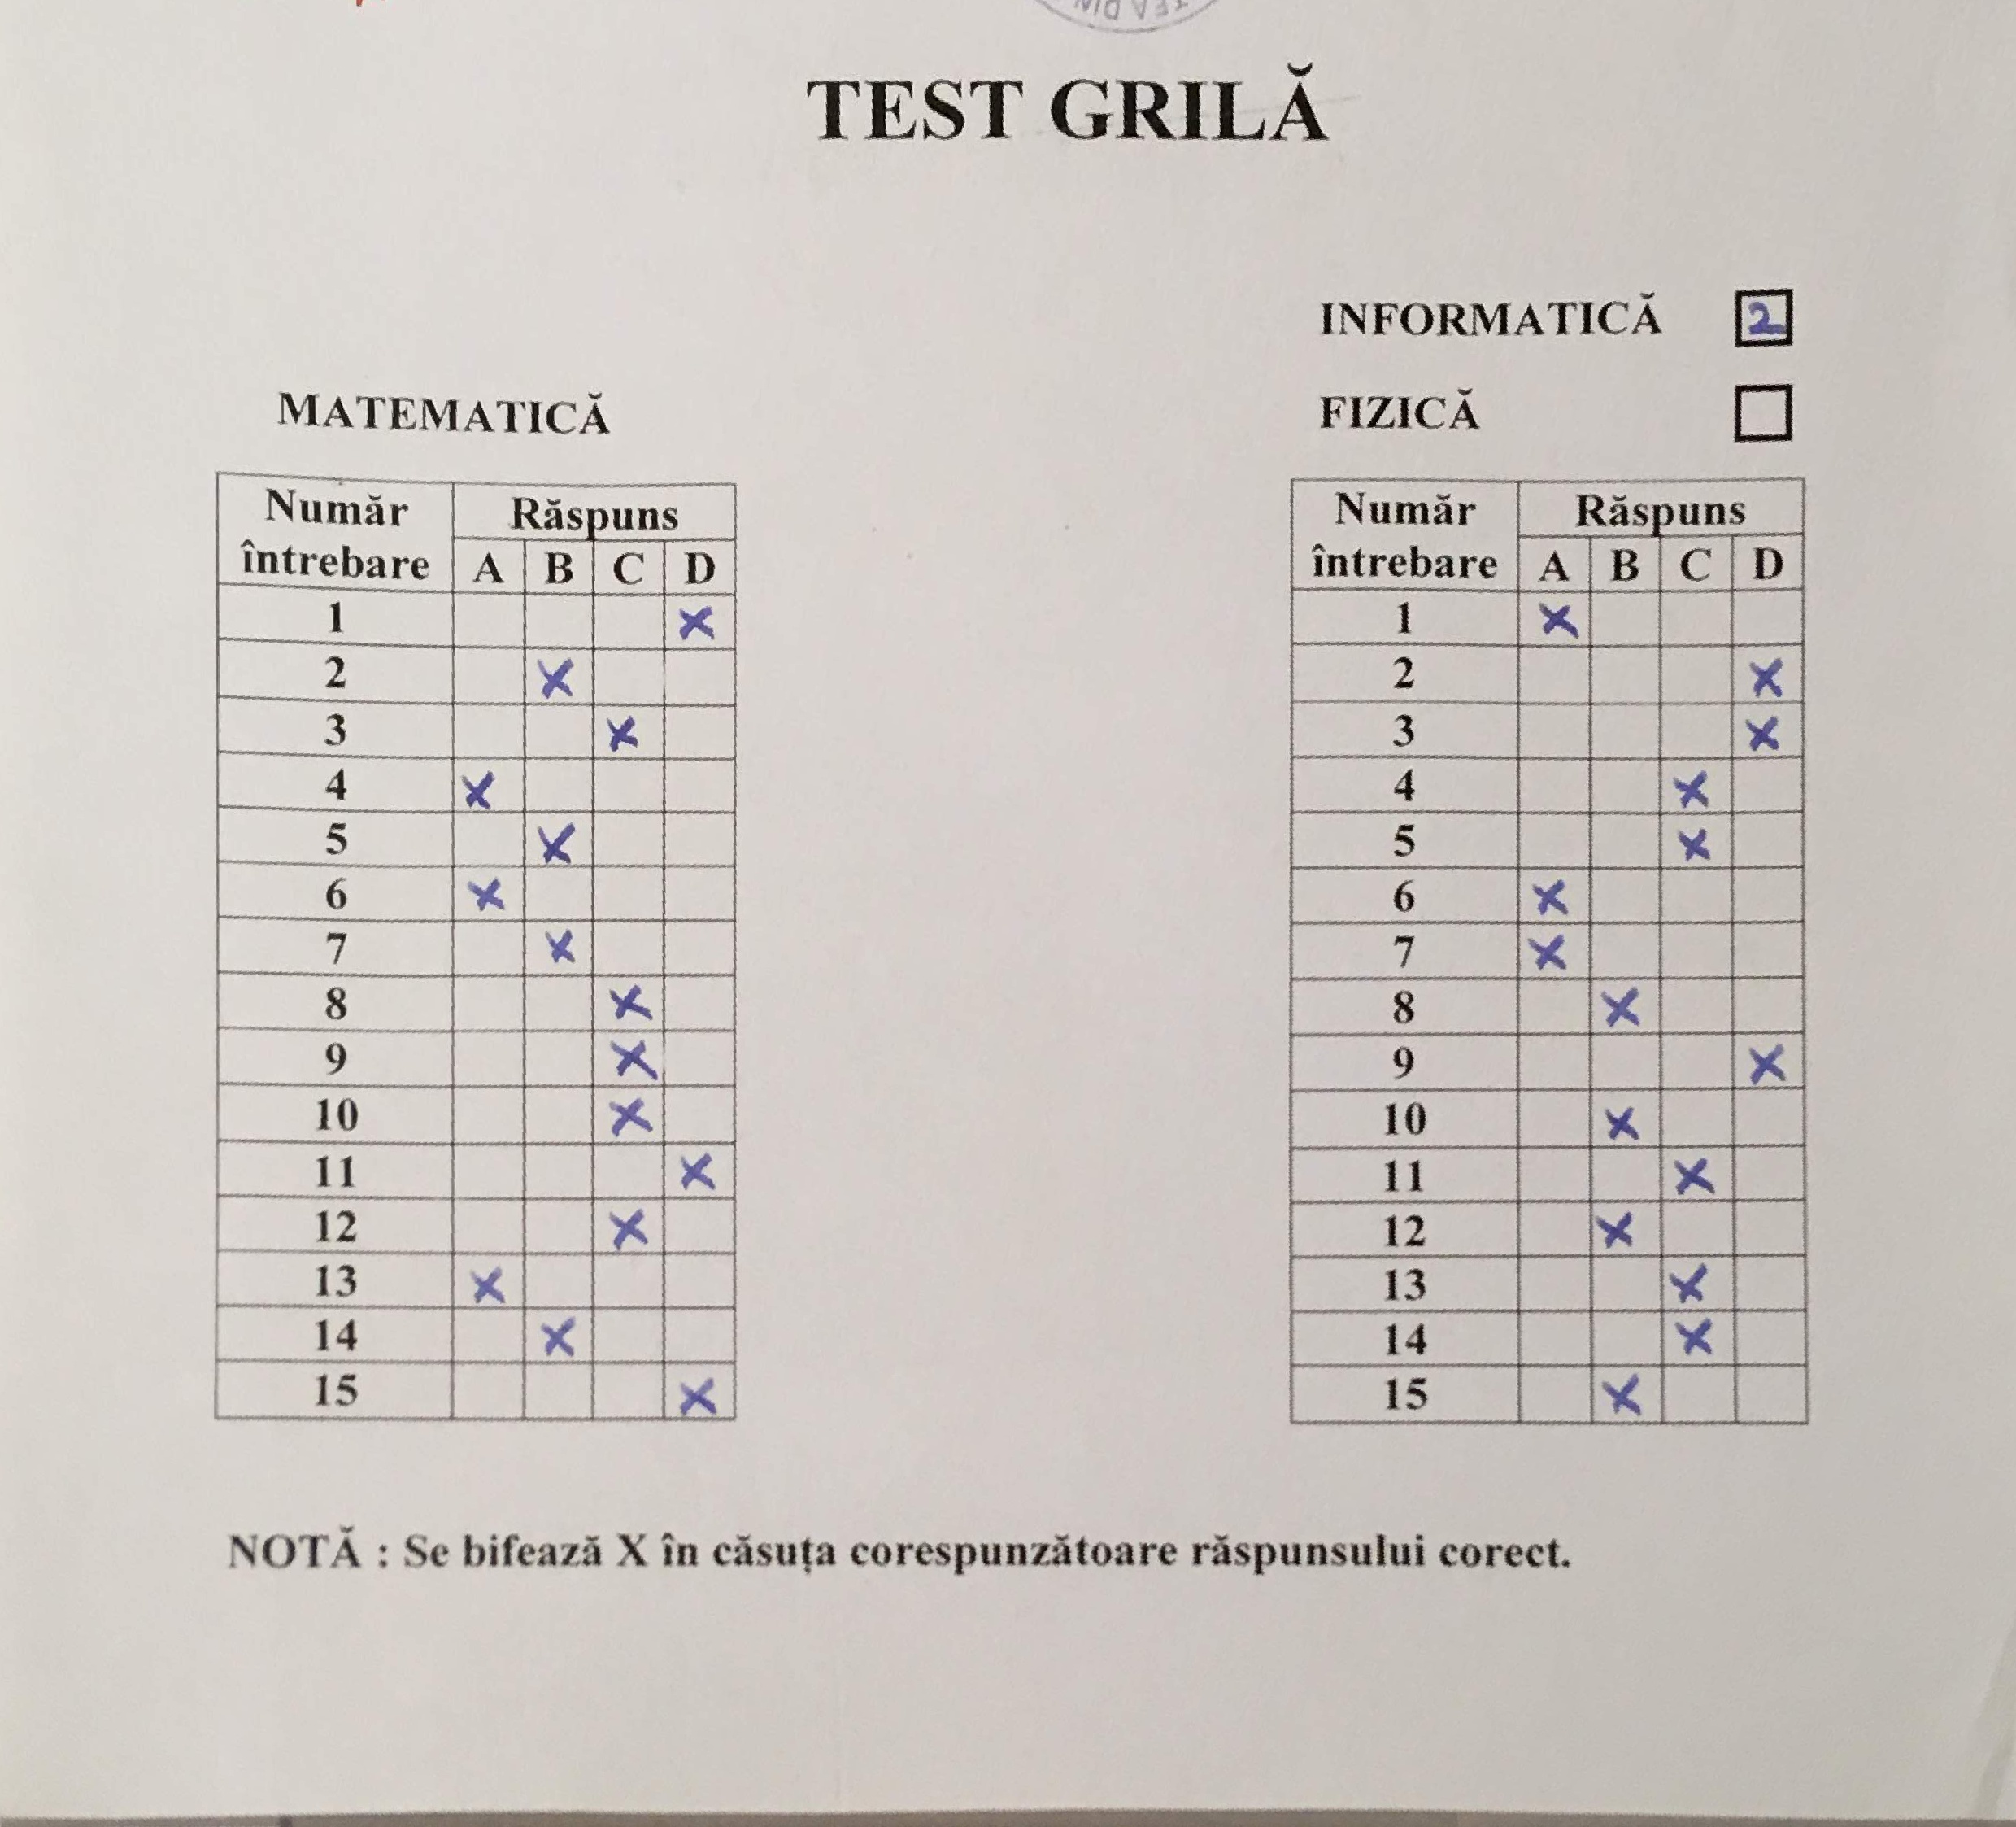 TEST GRILĂ
INFORMATICĂ 2
FIZICĂ
MATEMATICĂ
Număr întrebare Răspuns
A B C D
1 X
2 X
3 X
4 X
5 X
6 X
7 X
8 X
9 X
10 X
11 X
12 X
13 X
14 X
15 X
Număr întrebare Răspuns
A B C D
1 X
2 X
3 X
4 X
5 X
6 X
7 X
8 X
9 X
10 X
11 X
12 X
13 X
14 X
15 X
NOTĂ : Se bifează X în căsuța corespunzătoare răspunsului corect.